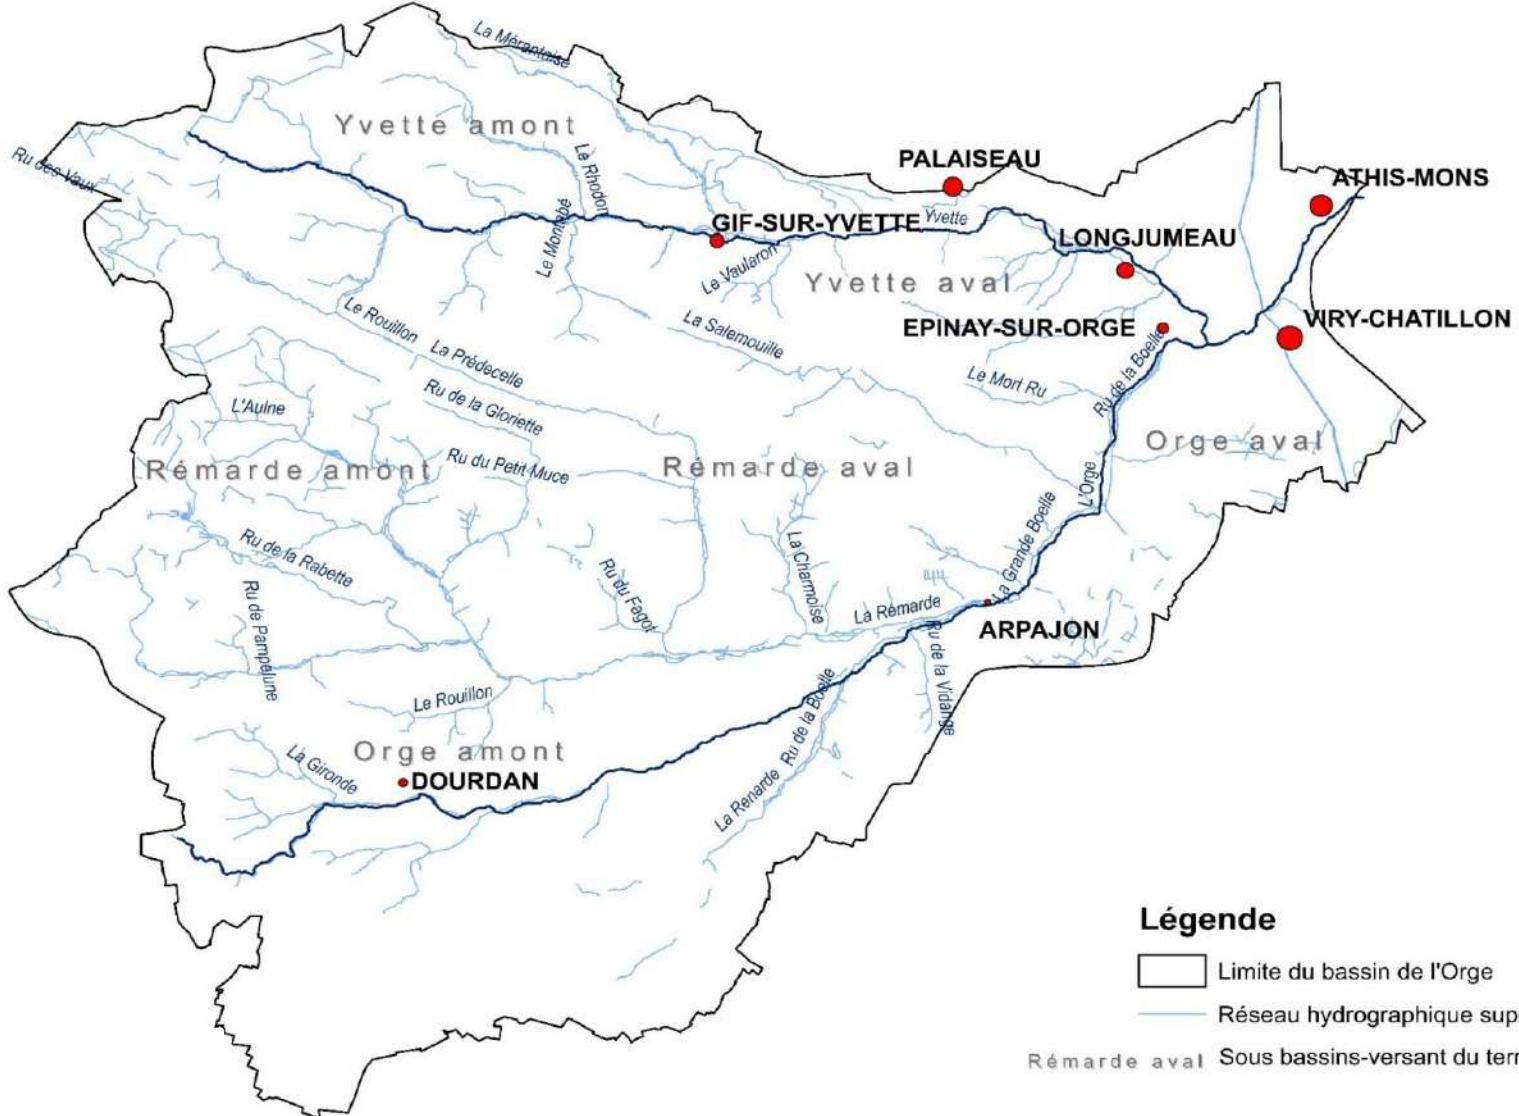 La Mérantaise
Yvette amont
Ru des Vaux
Le Rhodon
PALAISEAU
ATHIS-MONS
Le Montabé
GIF-SUR-YVETTE
Yvette
LONGJUMEAU
Le Vaularon
Yvette aval
Le Rouillon
La Salemouille
EPINAY-SUR-ORGE
VIRY-CHATILLON
La Prédecelle
Ru de la Boelle
Le Mort Ru
L'Aulne
Ru de la Gloriette
Orge aval
Rémarde amont
Ru du Petit Muce
Rémarde aval
L'Orge
Ru de la Rabette
La Charmoise
La Grande Boelle
Ru de Pampelune
Ru du Fagot
La Rémarde
ARPAJON
Ru de la Vidange
Le Rouillon
Ru de la Boelle
Orge amont
La Gironde
DOURDAN
La Renarde
Légende
Limite du bassin de l'Orge
Réseau hydrographique sup
Rémarde aval Sous bassins-versant du terr